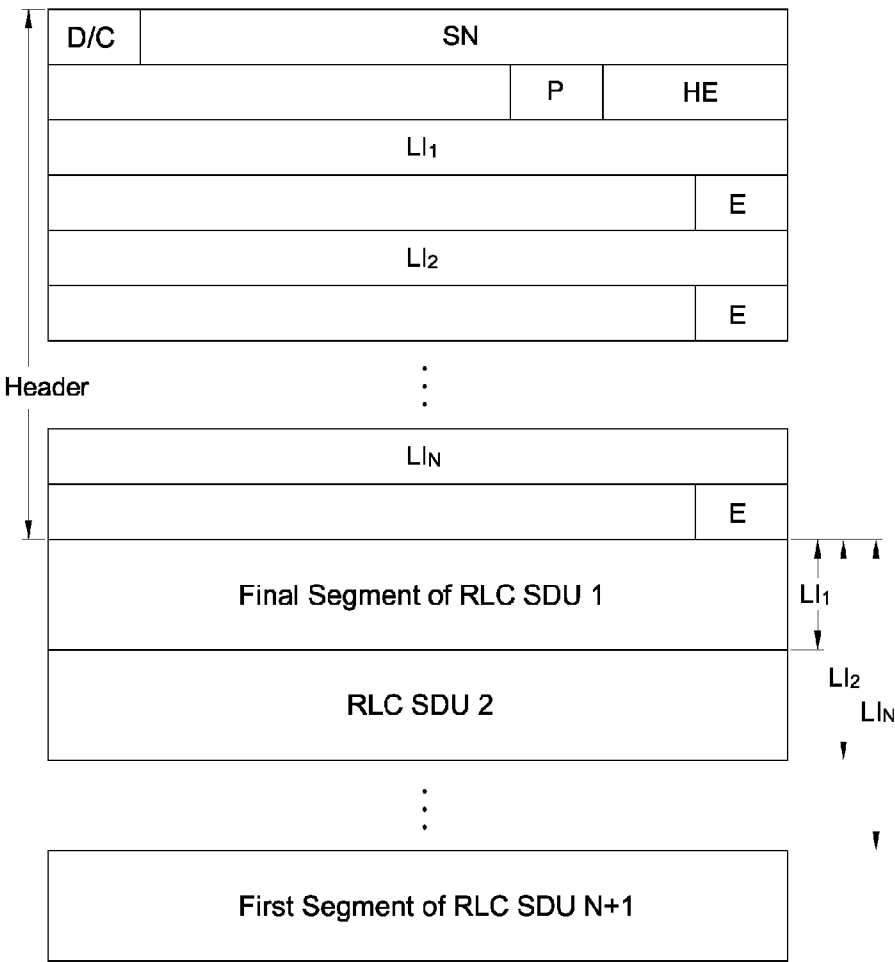 D/C SN
P HE
LI1
E
LI2
E
Header
LIN
E
Final Segment of RLC SDU 1
LI1
RLC SDU 2
LI2
LIN
First Segment of RLC SDU N+1